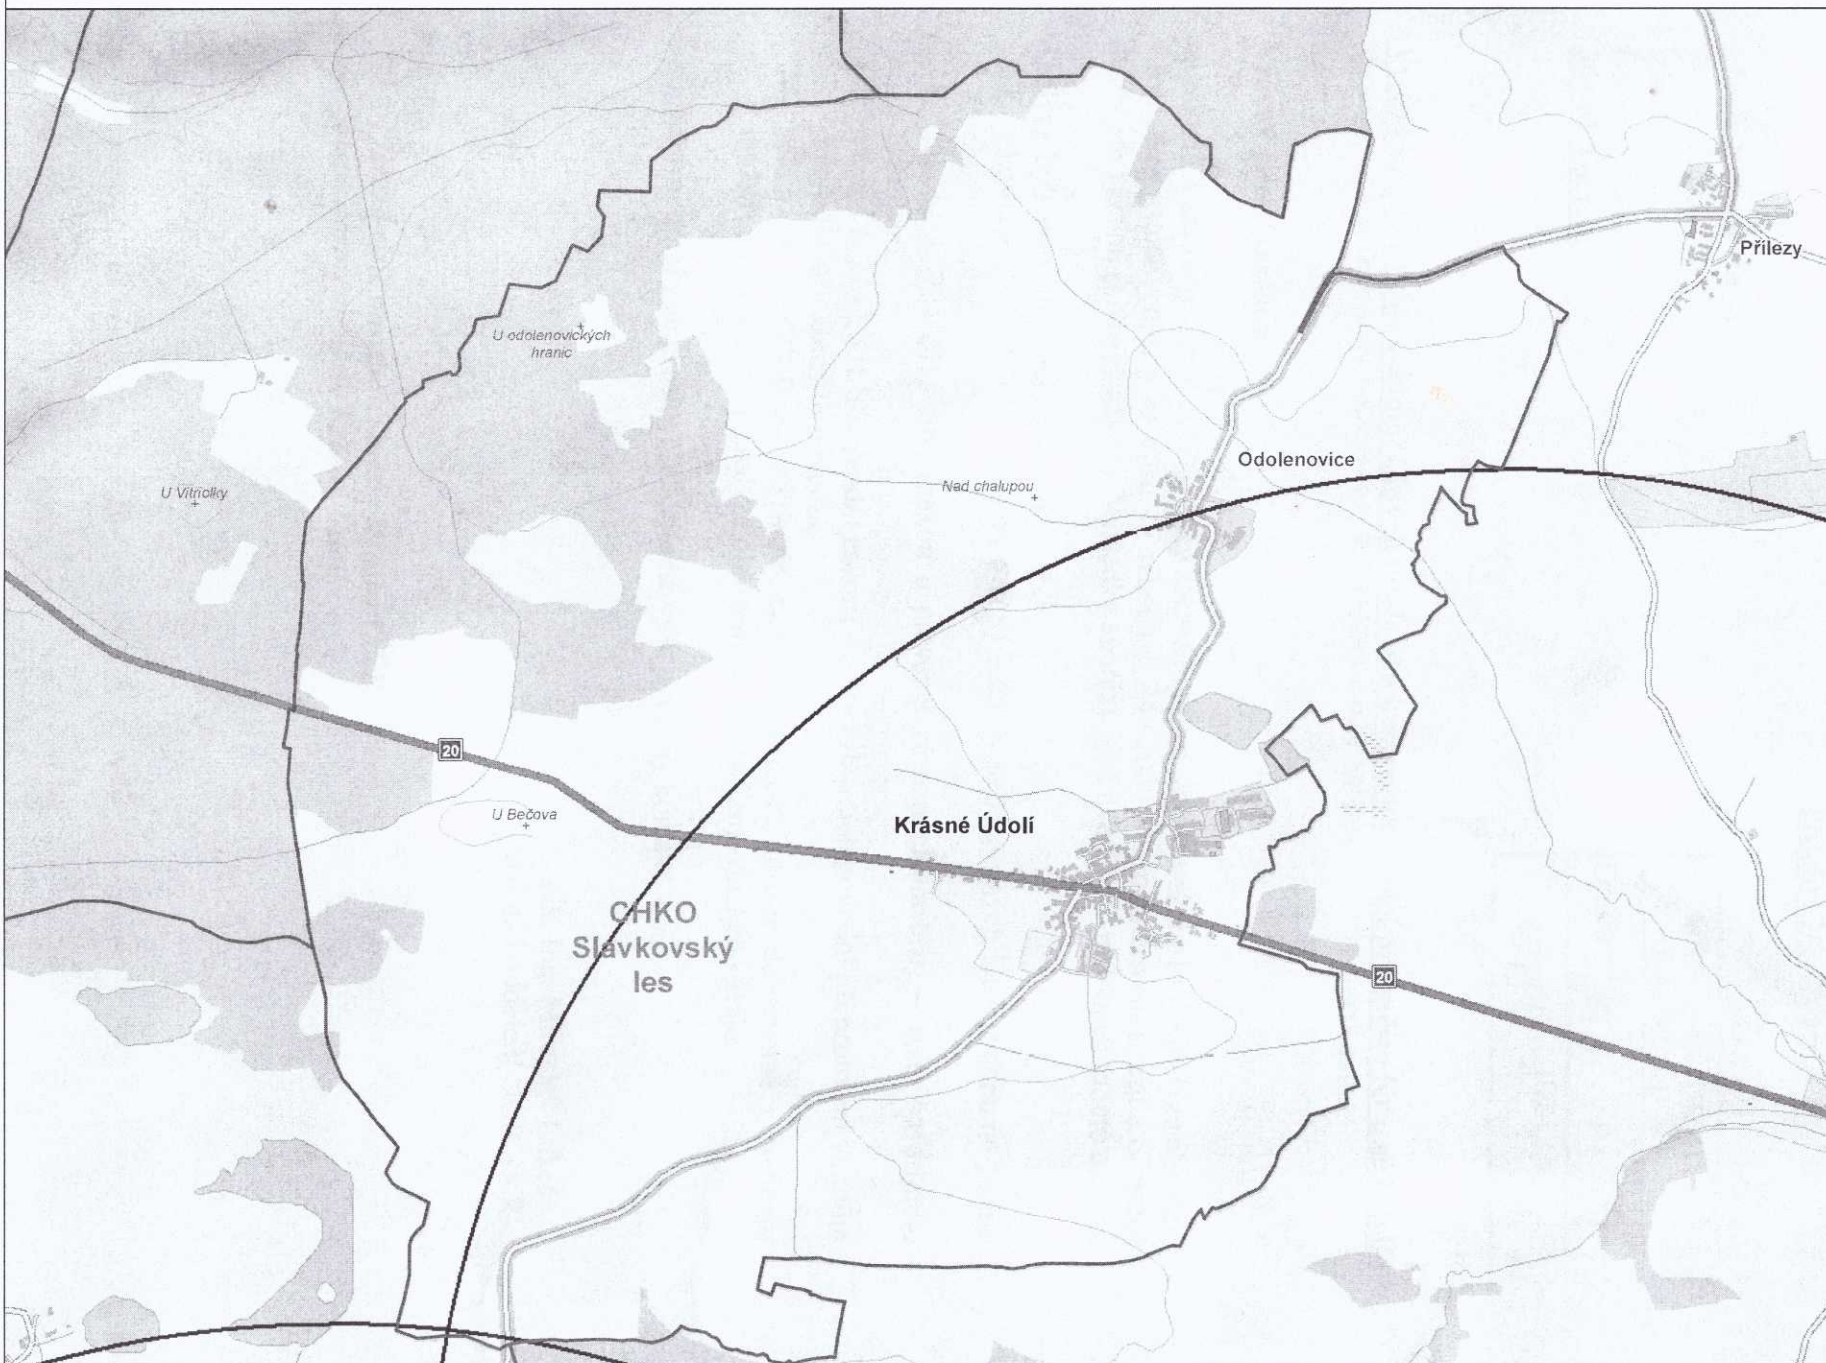 Přílezy
U odolenovických
hranic
Odolenovice
U Vitriolky
Nad chalupou
20
U Bečova
Krásné Údolí
CHKO
Slavkovský
les
20